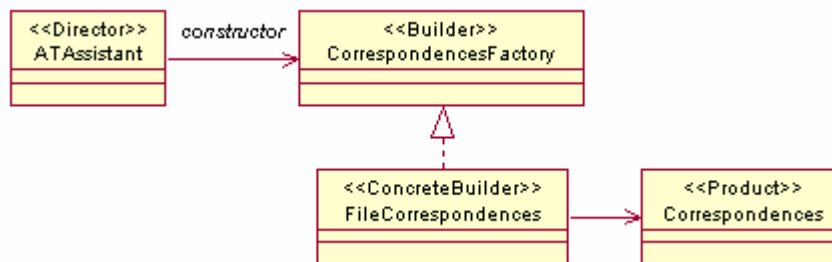 <<Director>>
ATAssistant
constructor
<<Builder>>
CorrespondencesFactory
<<ConcreteBuilder>>
FileCorrespondences
<<Product>>
Correspondences